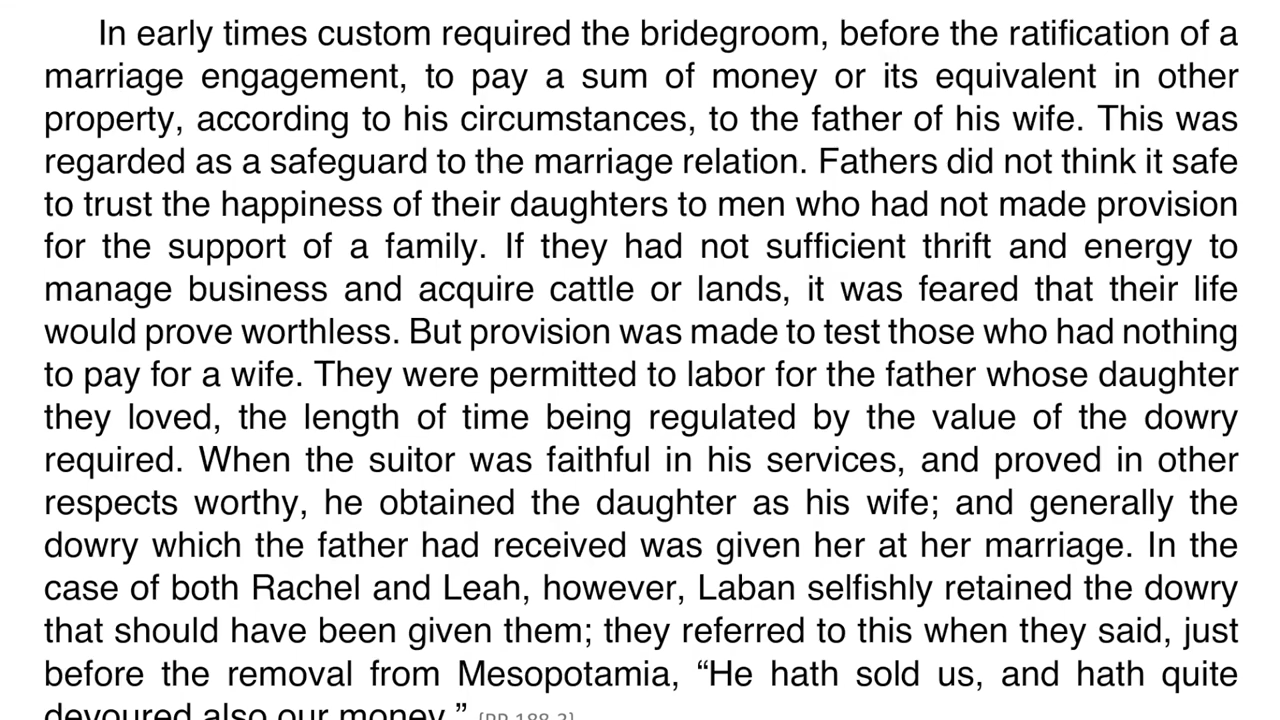 In early times custom required the bridegroom, before the ratification of a
marriage engagement, to pay a sum of money or its equivalent in other
property, according to his circumstances, to the father of his wife. This was
regarded as a safeguard to the marriage relation. Fathers did not think it safe
to trust the happiness of their daughters to men who had not made provision
for the support of a family. If they had not sufficient thrift and energy to
manage business and acquire cattle or lands, it was feared that their life
would prove worthless. But provision was made to test those who had nothing
to pay for a wife. They were permitted to labor for the father whose daughter
they loved, the length of time being regulated by the value of the dowry
required. When the suitor was faithful in his services, and proved in other
respects worthy, he obtained the daughter as his wife; and generally the
dowry which the father had received was given her at her marriage. In the
case of both Rachel and Leah, however, Laban selfishly retained the dowry
that should have been given them; they referred to this when they said, just
before the removal from Mesopotamia, “He hath sold us, and hath quite
devoured also our money.” {PP 188.3}